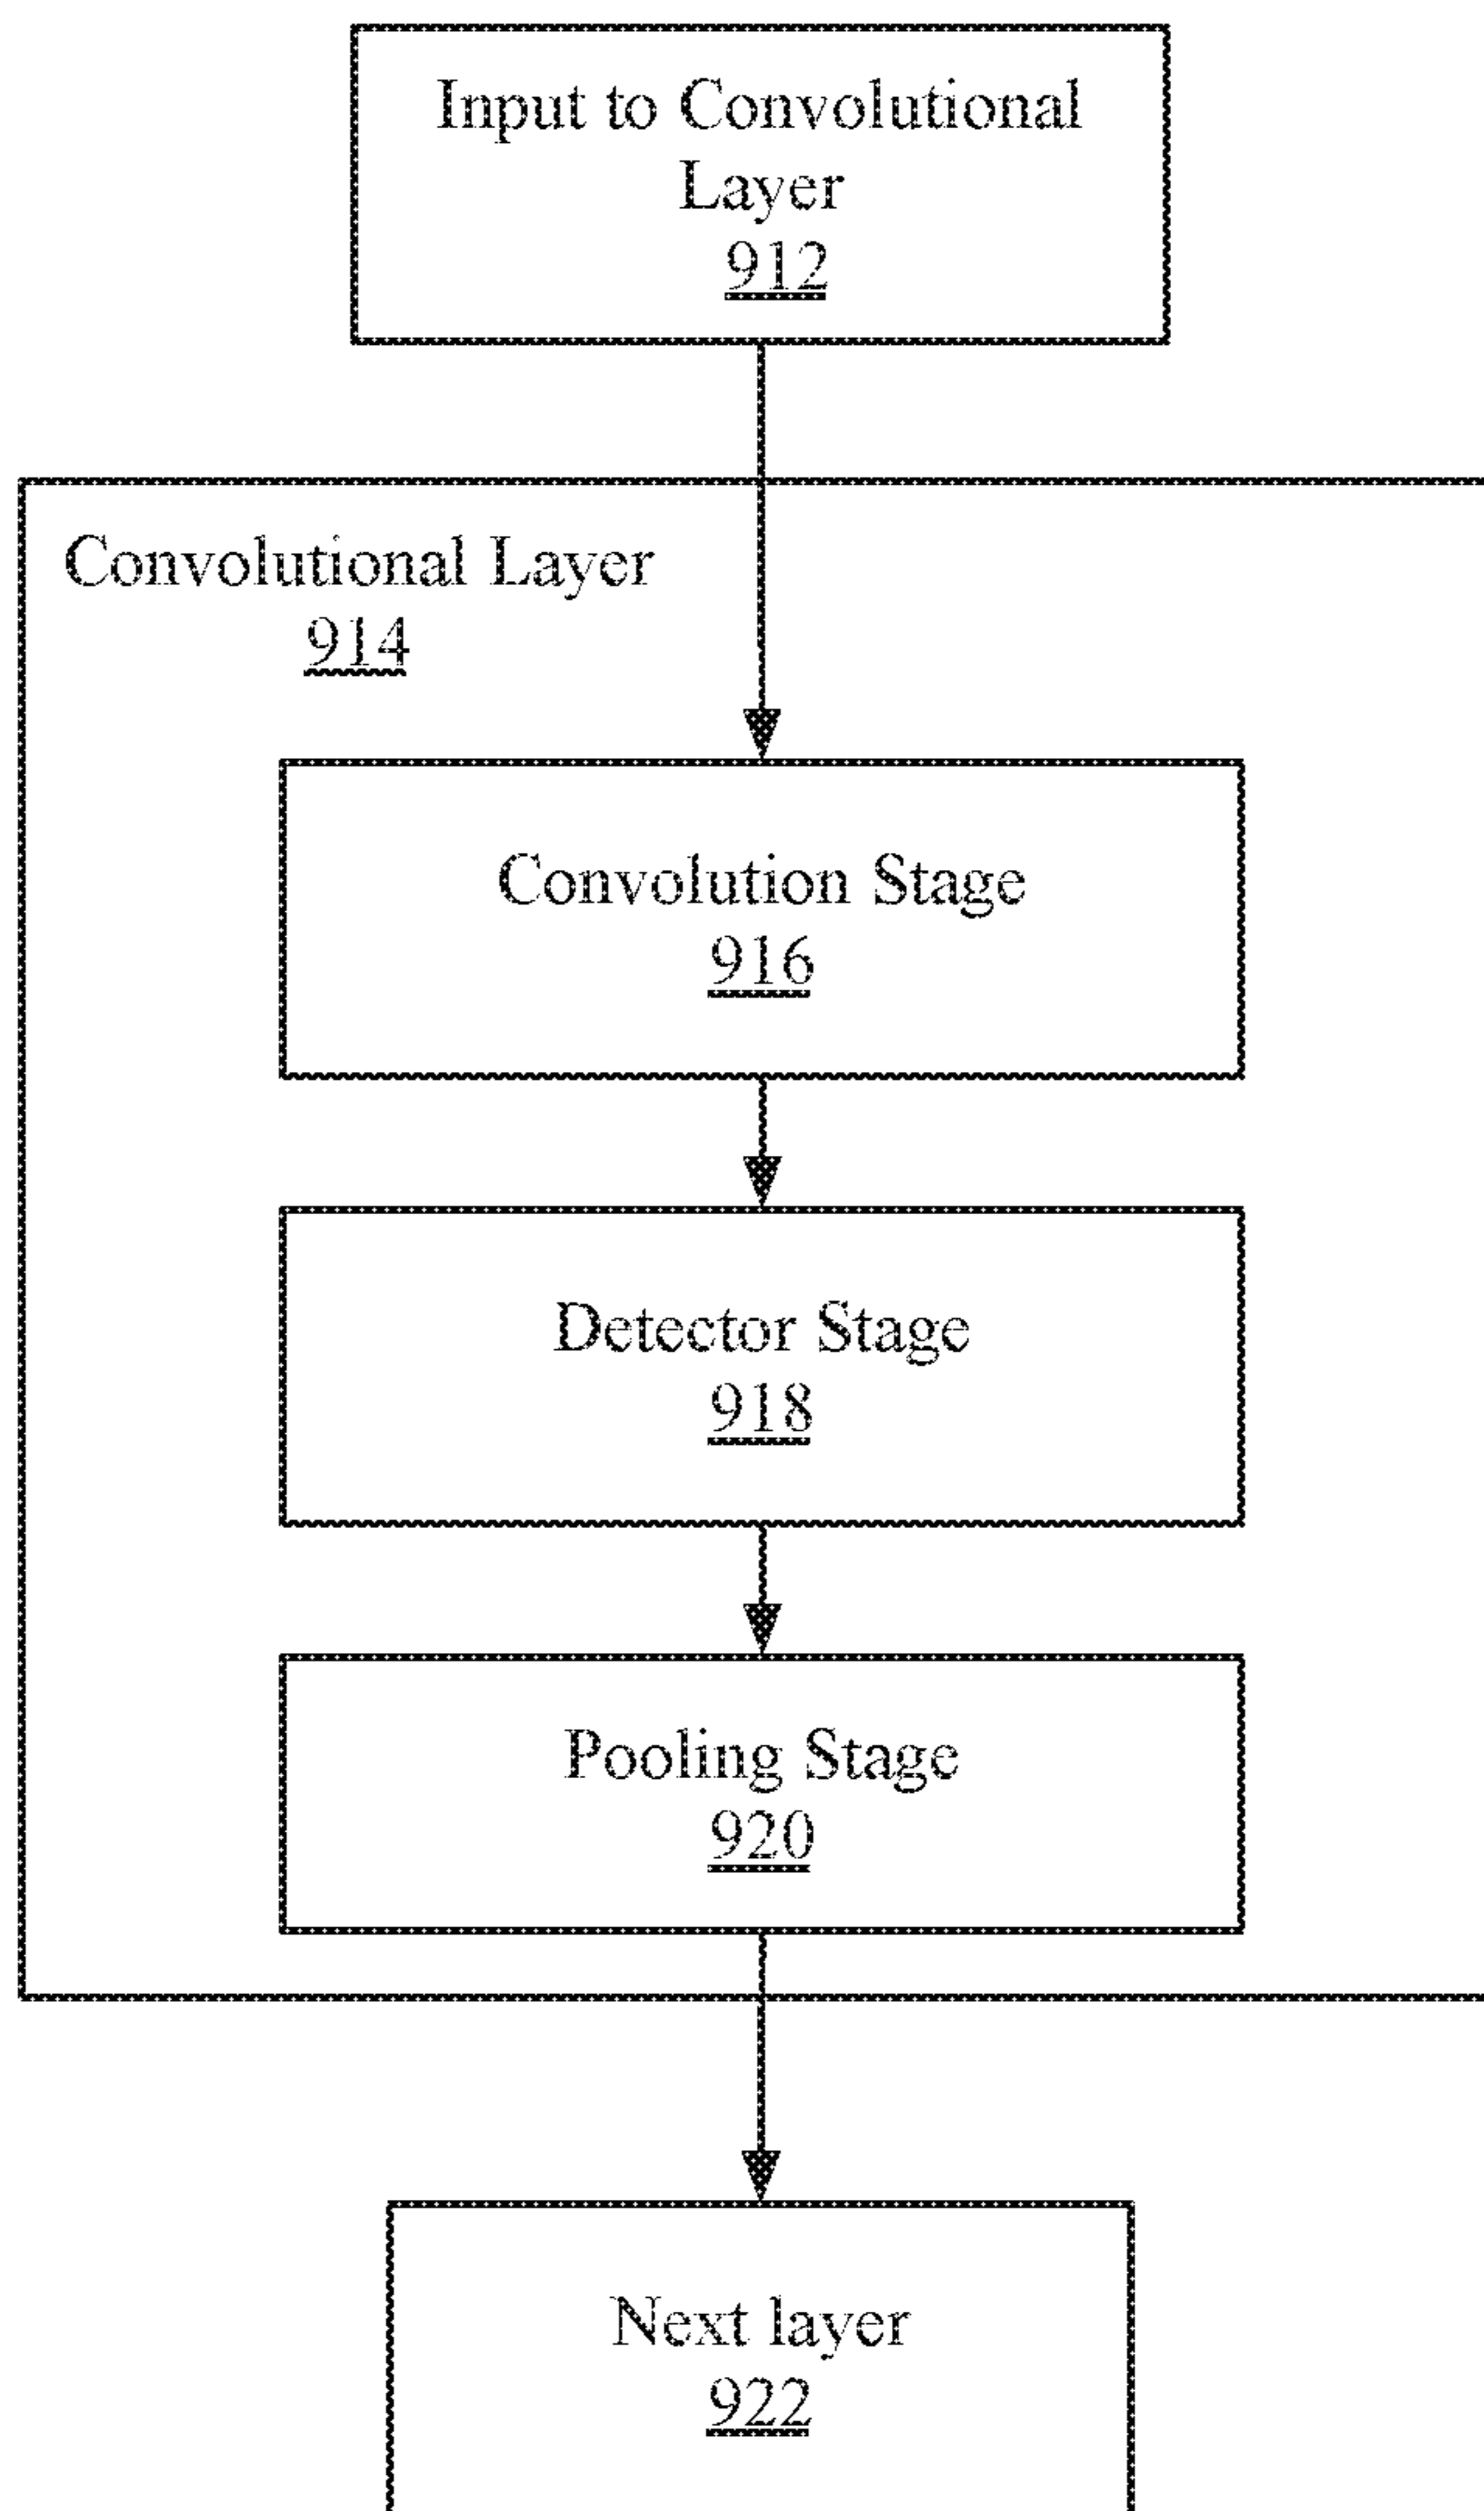 Input to Convolutional
Layer
912
Convolutional Layer
914
Convolution Stage
916
Detector Stage
918
Pooling Stage
920
Next layer
922